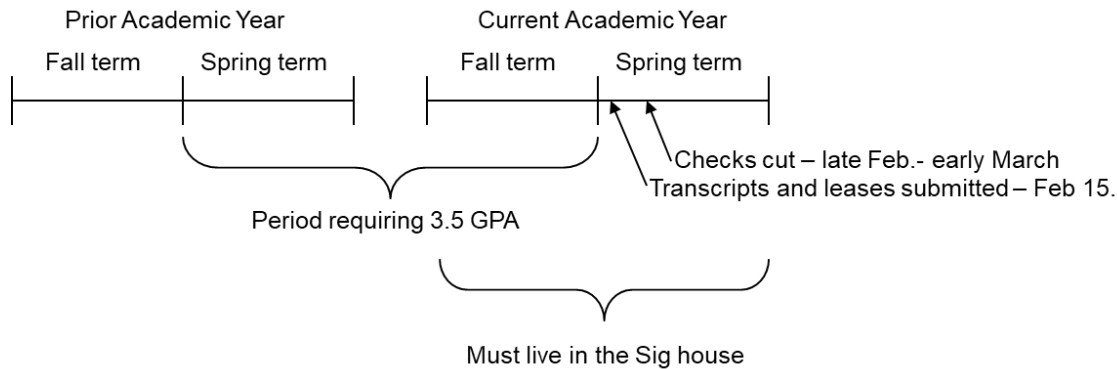 Prior Academic Year
Current Academic Year
Fall term
Spring term
Fall term
Spring term
Checks cut – late Feb.- early March
Transcripts and leases submitted – Feb 15.
Period requiring 3.5 GPA
Must live in the Sig house